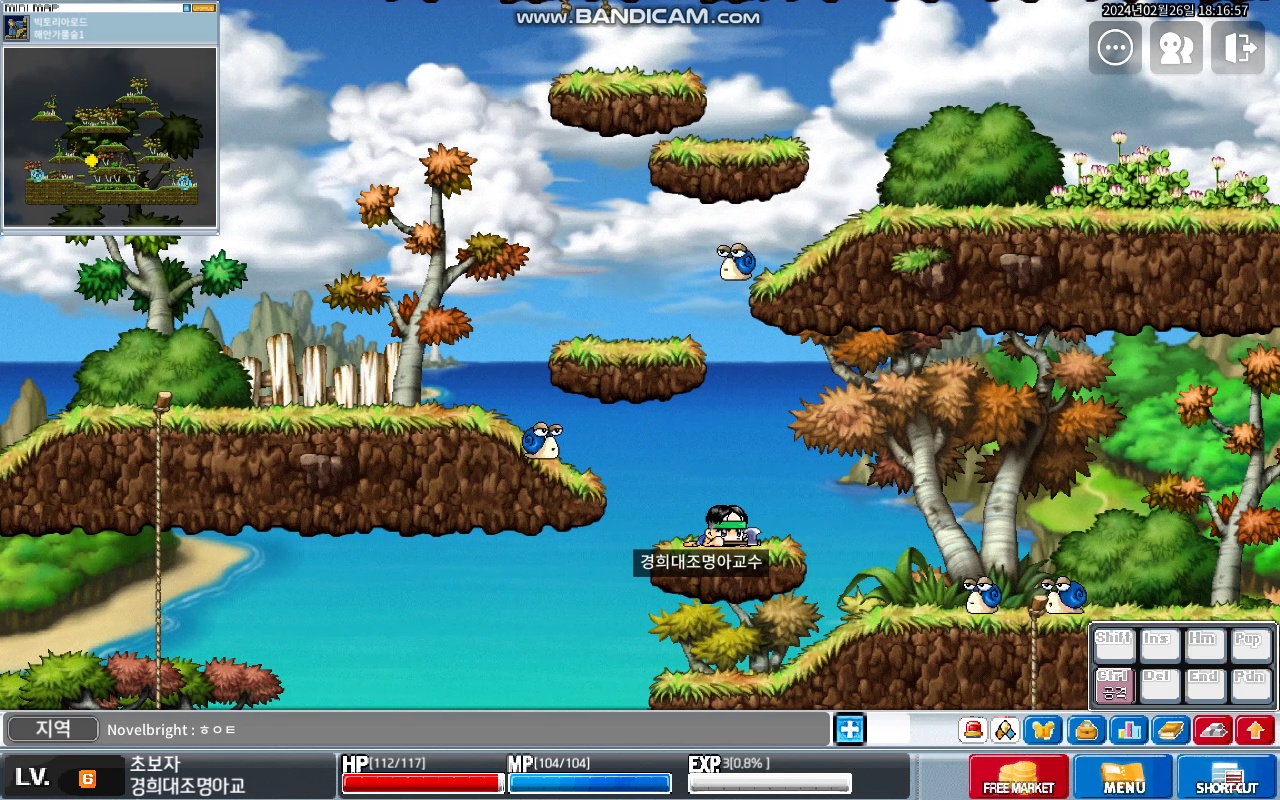 MINI MAP
빅토리아로드
해안가풀숲1
www.BANDICAM.com
2024년02월26일 18:16:57
경희대조명아교수
Shift Ins Hm Pup
Ctrl Del End Pdn
공격
지역 Novelbright : ㅎㅇㅌ
LV. 6
초보자
경희대조명아교
HP[112/117] MP[104/104] EXP.3[0.8% ]
FREE MARKET MENU SHORTCUT